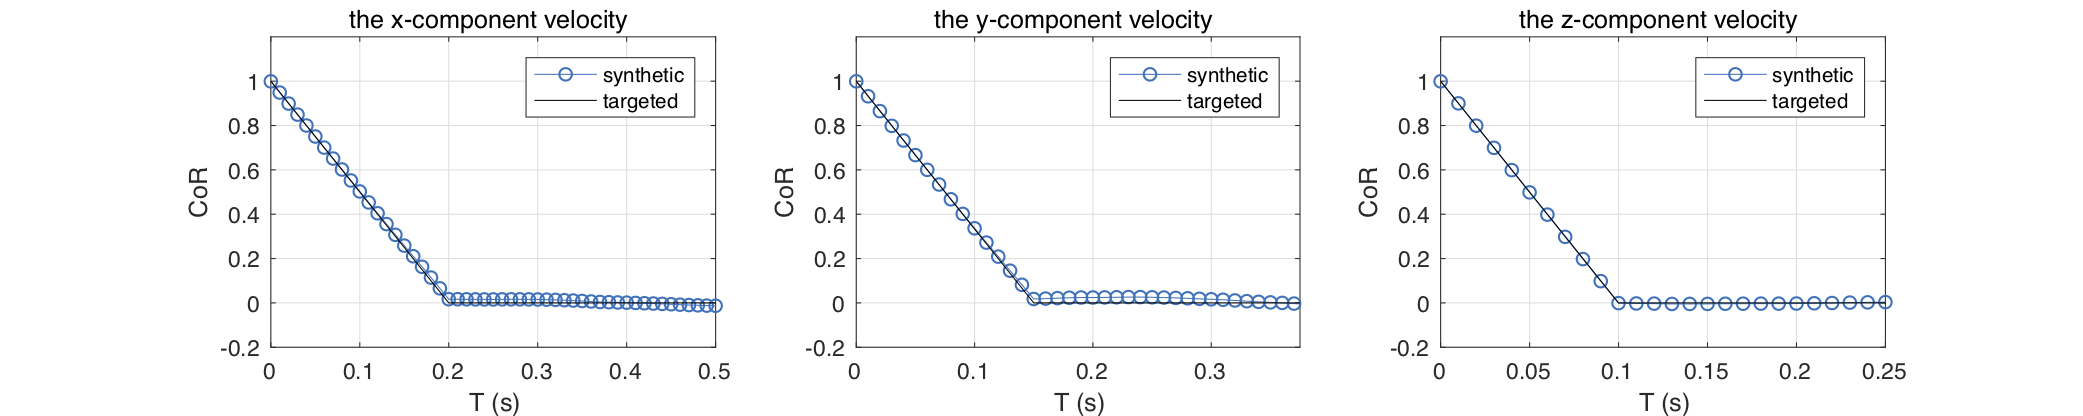 the x-component velocity
synthetic
targeted
1
0.8
0.6
0.4
0.2
0
-0.2
CoR
0 0.1 0.2 0.3 0.4 0.5
T (s)
the y-component velocity
synthetic
targeted
1
0.8
0.6
0.4
0.2
0
-0.2
CoR
0 0.1 0.2 0.3
T (s)
the z-component velocity
synthetic
targeted
1
0.8
0.6
0.4
0.2
0
-0.2
CoR
0 0.05 0.1 0.15 0.2 0.25
T (s)